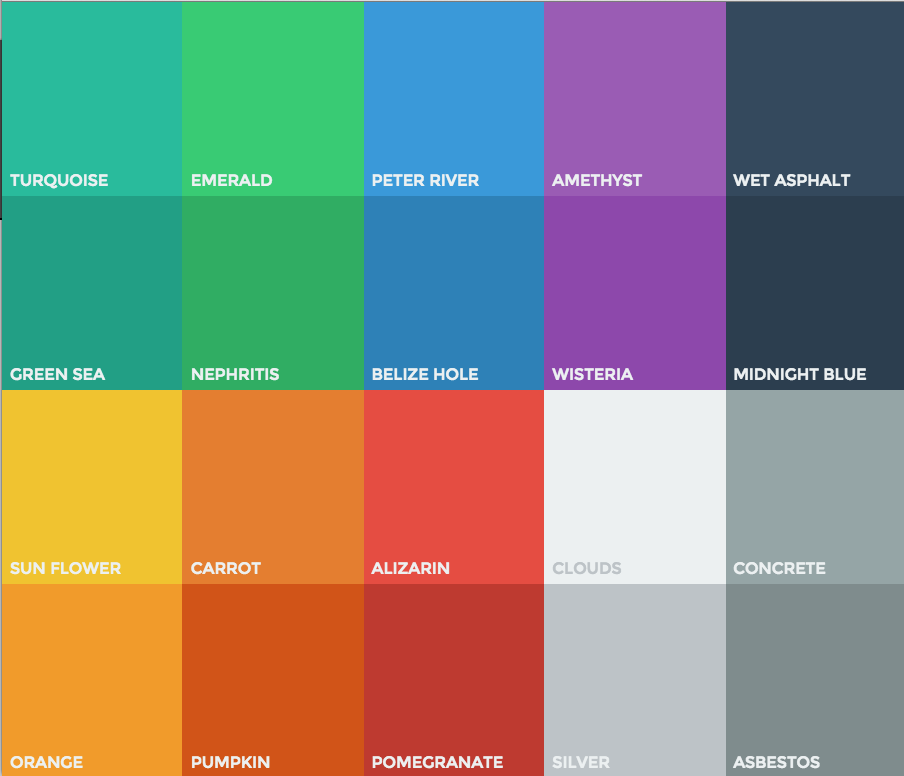 TURQUOISE
EMERALD
PETER RIVER
AMETHYST
WET ASPHALT
GREEN SEA
NEPHRITIS
BELIZE HOLE
WISTERIA
MIDNIGHT BLUE
SUN FLOWER
CARROT
ALIZARIN
CLOUDS
CONCRETE
ORANGE
PUMPKIN
POMEGRANATE
SILVER
ASBESTOS